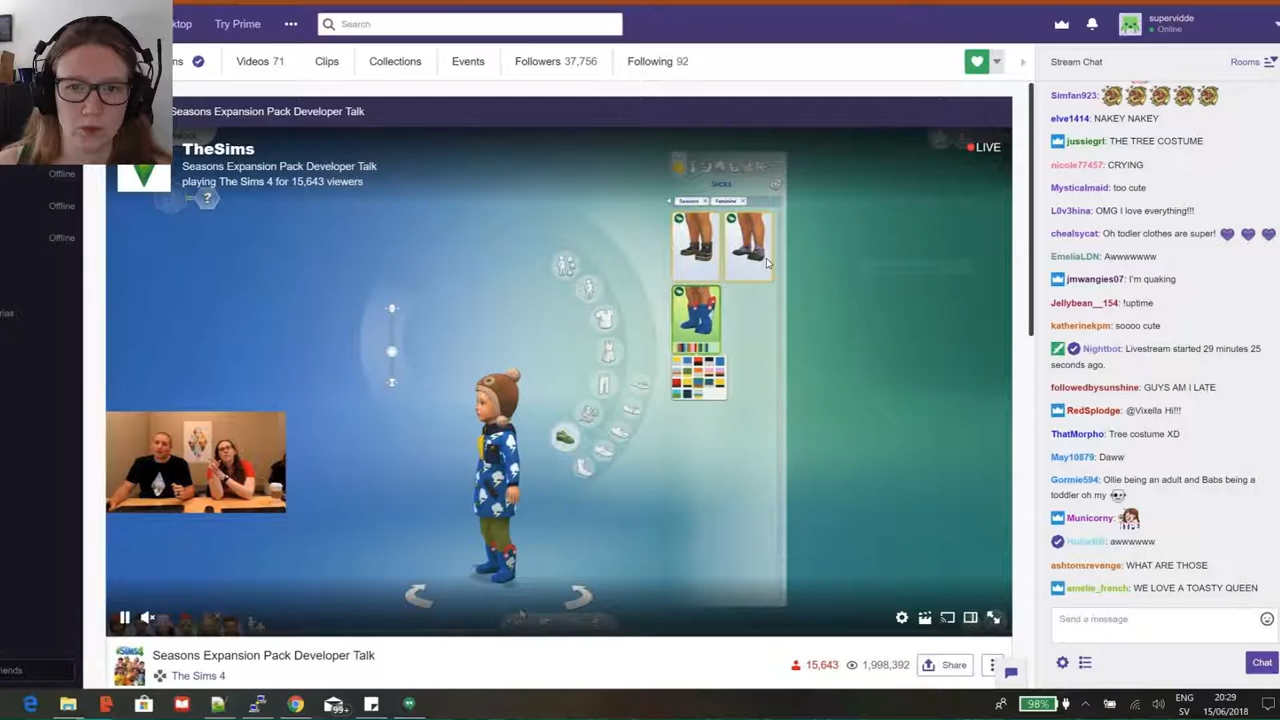 Try Prime
•••
Search
supervidde
Online
Videos 71
Clips
Collections
Events
Followers 37,756
Following 92
Stream Chat
Rooms
Seasons Expansion Pack Developer Talk
TheSims
Seasons Expansion Pack Developer Talk
playing The Sims 4 for 15,643 viewers
LIVE
Offline
Offline
Offline
?
SHOES
Seasons
Feminine
Simfan923:
elve1414: NAKEY NAKEY
jussiegrl: THE TREE COSTUME
nicole77457: CRYING
Mysticalmaid: too cute
L0v3hina: OMG I love everything!!!
chealsycat: Oh todler clothes are super!
EmeliaLDN: Awwwwwww
jmwangies07: I'm quaking
Jellybean__154: !uptime
katherinekpm: soooo cute
Nightbot: Livestream started 29 minutes 25
seconds ago.
followedbysunshine: GUYS AM I LATE
RedSplodge: @Vixella Hi!!!
ThatMorpho: Tree costume XD
May10879: Daww
Gormie594: Ollie being an adult and Babs being a
toddler oh my
Municorny:
awwwwww
ashtonsrevenge: WHAT ARE THOSE
amelie_french: WE LOVE A TOASTY QUEEN
Send a message
Chat
Seasons Expansion Pack Developer Talk
The Sims 4
15,643
1,998,392
Share
99+
98%
ENG
SV
20:29
15/06/2018